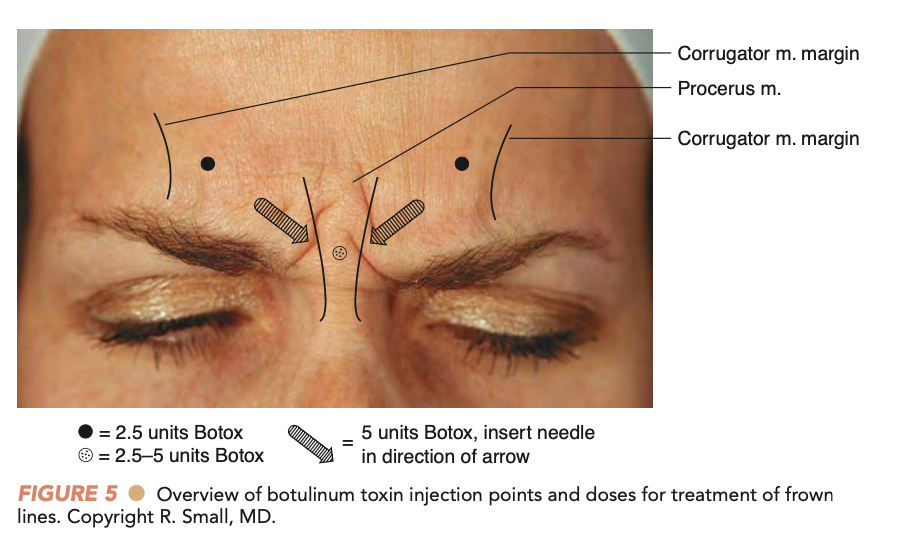 Corrugator m. margin
Procerus m.
Corrugator m. margin
= 2.5 units Botox
= 2.5–5 units Botox
= 5 units Botox, insert needle
in direction of arrow
FIGURE 5 Overview of botulinum toxin injection points and doses for treatment of frown
lines. Copyright R. Small, MD.